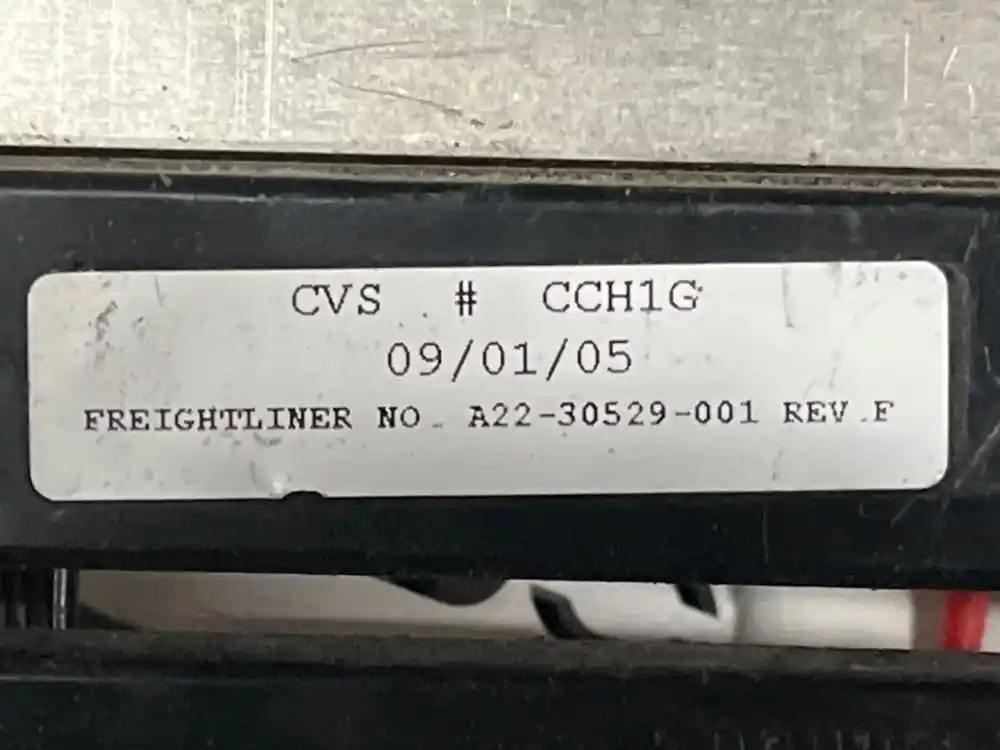 CVS # CCH1G
09/01/05
FREIGHTLINER NO. A22-30529-001 REV.F